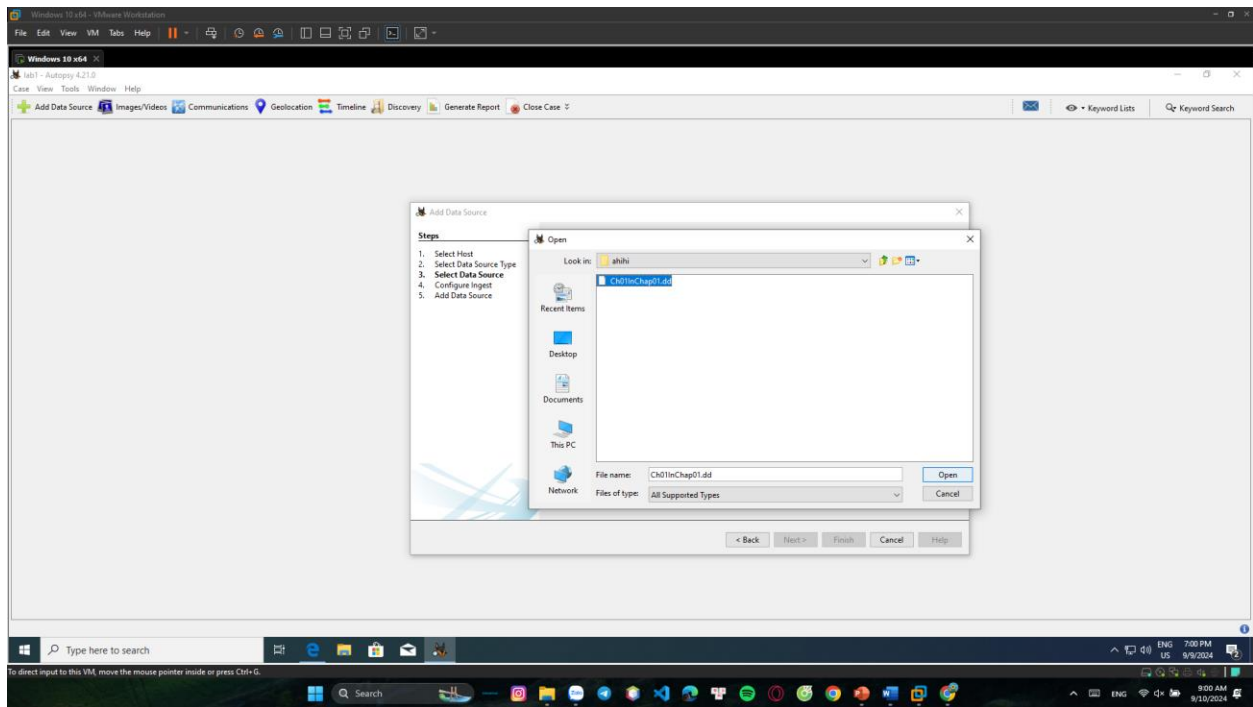 Windows 10 x64 - VMware Workstation
File Edit View VM Tabs Help
Windows 10 x64
lab1 - Autopsy 4.21.0
Case View Tools Window Help
Add Data Source Images/Videos Communications Geolocation Timeline Discovery Generate Report Close Case Keyword Lists Keyword Search
Add Data Source
Steps
1. Select Host
2. Select Data Source Type
3. Select Data Source
4. Configure Ingest
5. Add Data Source
Open
Look in: ahihi
Ch01InChap01.dd
Recent Items
Desktop
Documents
This PC
Network
File name: Ch01InChap01.dd Open
Files of type: All Supported Types Cancel
< Back Next > Finish Cancel Help
Type here to search
ENG 7:00 PM
US 9/9/2024
2
To direct input to this VM, move the mouse pointer inside or press Ctrl+G.
Search
ENG 9:00 AM
9/10/2024